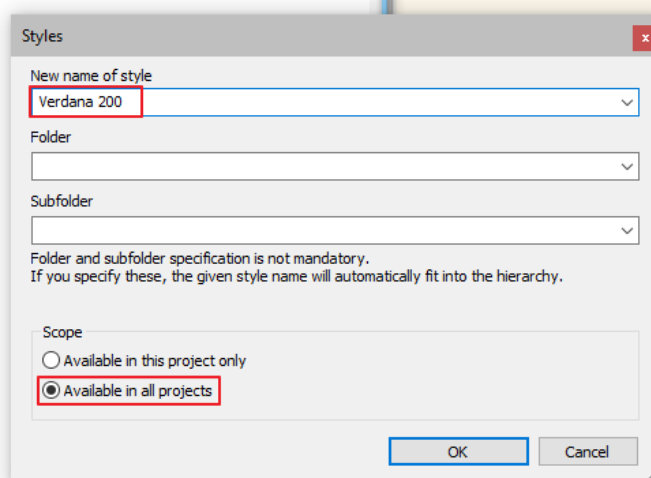 Styles
x
New name of style
Verdana 200
Folder
Subfolder
Folder and subfolder specification is not mandatory.
If you specify these, the given style name will automatically fit into the hierarchy.
Scope
Available in this project only
Available in all projects
OK
Cancel